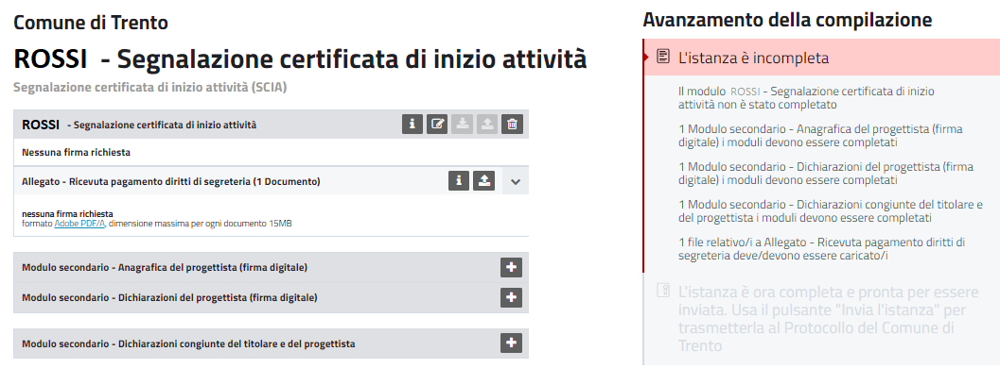 Comune di Trento
ROSSI - Segnalazione certificata di inizio attività
Segnalazione certificata di inizio attività (SCIA)
ROSSI - Segnalazione certificata di inizio attività
Nessuna firma richiesta
Allegato - Ricevuta pagamento diritti di segreteria (1 Documento)
nessuna firma richiesta
formato Adobe PDF/A, dimensione massima per ogni documento 15MB
Modulo secondario - Anagrafica del progettista (firma digitale)
Modulo secondario - Dichiarazioni del progettista (firma digitale)
Modulo secondario - Dichiarazioni congiunte del titolare e del progettista
Avanzamento della compilazione
L'istanza è incompleta
Il modulo ROSSI - Segnalazione certificata di inizio
attività non è stato completato
1 Modulo secondario - Anagrafica del progettista (firma
digitale) i moduli devono essere completati
1 Modulo secondario - Dichiarazioni del progettista (firma
digitale) i moduli devono essere completati
1 Modulo secondario - Dichiarazioni congiunte del titolare e
del progettista i moduli devono essere completati
1 file relativo/i a Allegato - Ricevuta pagamento diritti di
segreteria deve/devono essere caricato/i
L'istanza è ora completa e pronta per essere
inviata. Usa il pulsante "Invia l'istanza" per
trasmetterla al Protocollo del Comune di
Trento